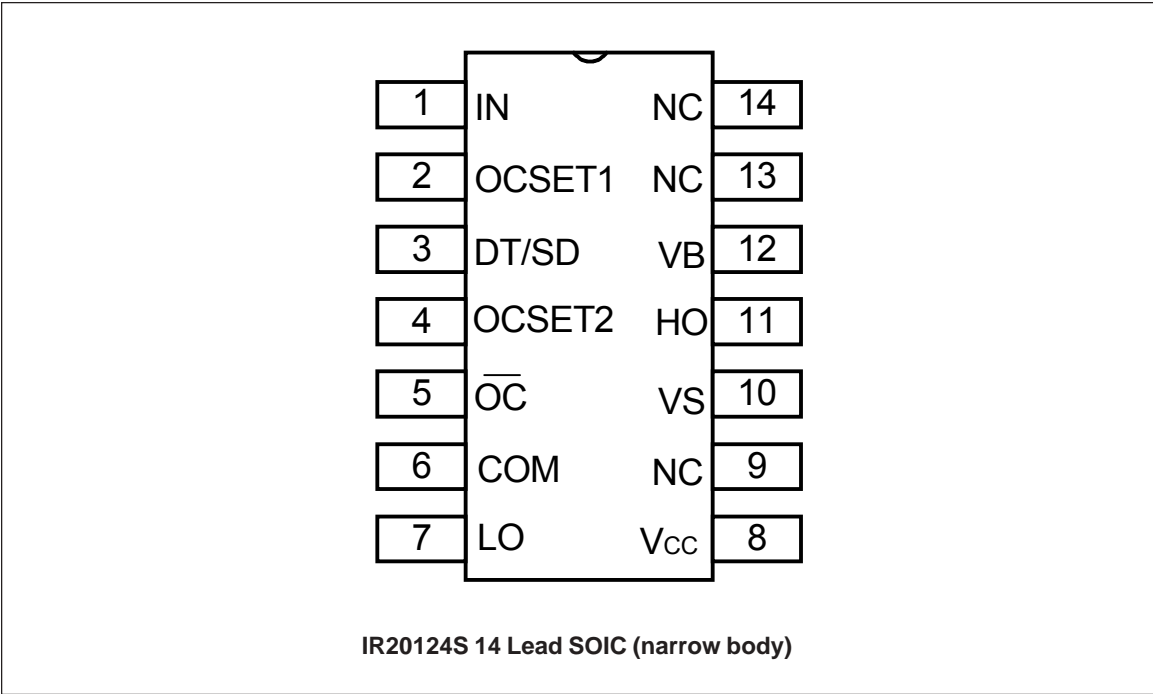 1 IN NC 14
2 OCSET1 NC 13
3 DT/SD VB 12
4 OCSET2 HO 11
5 O̅C̅ VS 10
6 COM NC 9
7 LO VCC 8
IR20124S 14 Lead SOIC (narrow body)